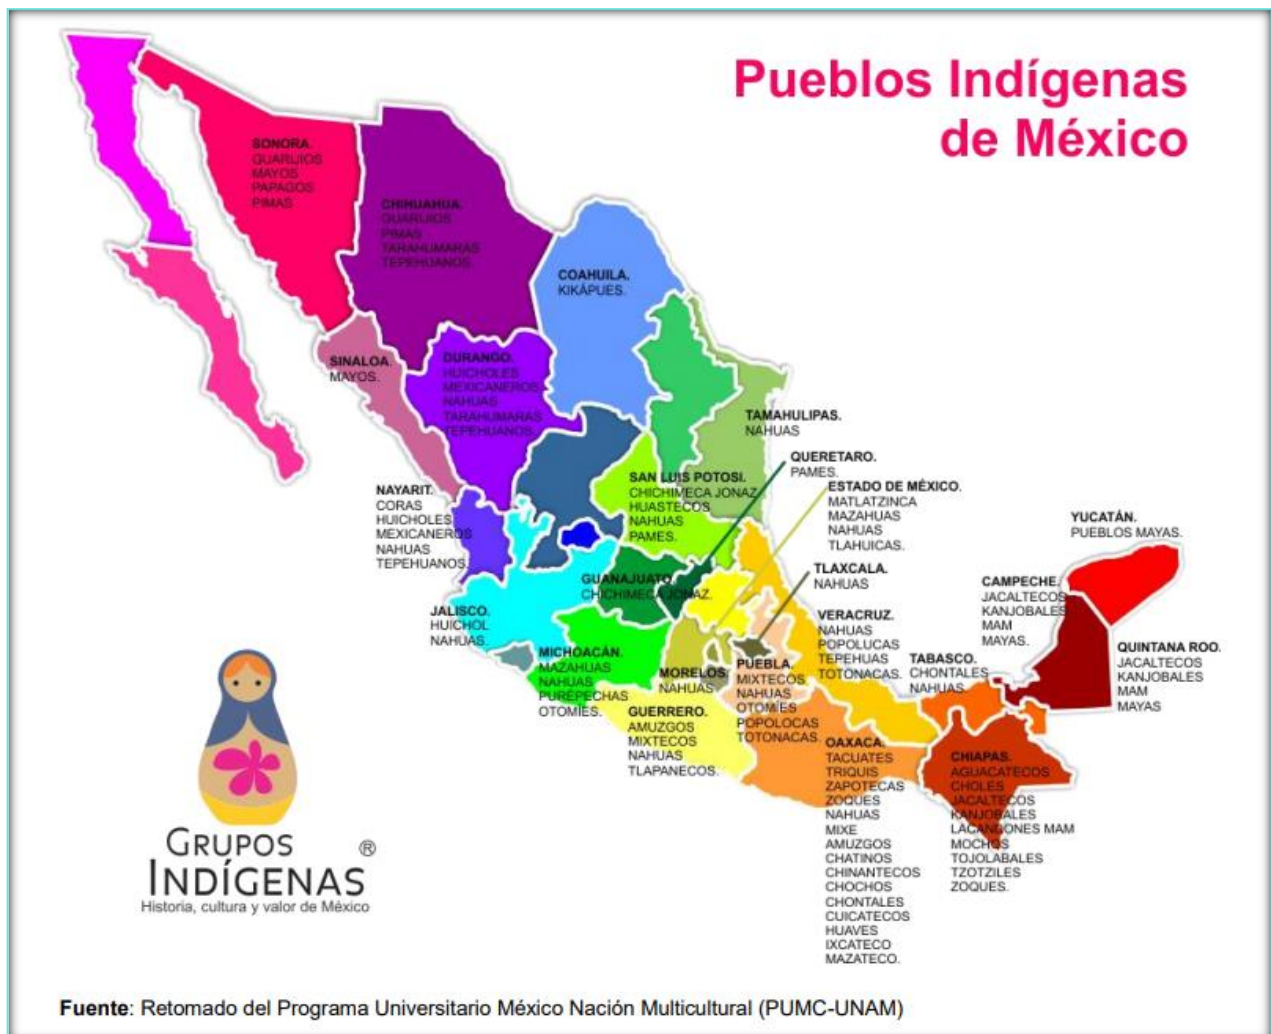 Pueblos Indígenas
de México
SONORA.
GUARIJIOS
MAYOS
PAPAGOS
PIMAS
CHIHUAHUA.
GUARIJIOS
PIMAS
TARAHUMARAS
TEPEHUANOS.
COAHUILA.
KIKÁPUES.
SINALOA.
MAYOS.
DURANGO.
HUICHOLES
MEXICANEROS
NAHUAS
TARAHUMARAS
TEPEHUANOS.
TAMAHULIPAS.
NAHUAS
QUERETARO.
PAMES.
SAN LUIS POTOSI.
CHICHIMECA JONAZ
HUASTECOS
NAHUAS
PAMES.
ESTADO DE MÉXICO.
MATLATZINCA
MAZAHUAS
NAHUAS
TLAHUICAS.
NAYARIT.
CORAS
HUICHOLES
MEXICANEROS
NAHUAS
TEPEHUANOS.
YUCATÁN.
PUEBLOS MAYAS.
TLAXCALA.
NAHUAS
GUANAJUATO.
CHICHIMECA JONAZ.
CAMPECHE.
JACALTECOS
KANJOBALES
MAM
MAYAS.
JALISCO.
HUICHOL
NAHUAS.
VERACRUZ.
NAHUAS
POPOLUCAS
TEPEHUAS
TOTONACAS.
QUINTANA ROO.
JACALTECOS
KANJOBALES
MAM
MAYAS
MICHOACÁN.
MAZAHUAS
NAHUAS
PURÉPECHAS
OTOMÍES.
MORELOS.
NAHUAS
PUEBLA.
MIXTECOS
NAHUAS
OTOMÍES
POPOLOCAS
TOTONACAS.
TABASCO.
CHONTALES
NAHUAS.
GUERRERO.
AMUZGOS
MIXTECOS
NAHUAS
TLAPANECOS.
OAXACA.
TACUATES
TRIQUIS
ZAPOTECAS
ZOQUES
NAHUAS
MIXE
AMUZGOS
CHATINOS
CHINANTECOS
CHOCHOS
CHONTALES
CUICATECOS
HUAVES
IXCATECO
MAZATECO.
CHIAPAS.
AGUACATECOS
CHOLES
JACALTECOS
KANJOBALES
LACANDONES MAM
MOCHOS
TOJOLABALES
TZOTZILES
ZOQUES.
GRUPOS ®
INDÍGENAS
Historia, cultura y valor de México
Fuente: Retomado del Programa Universitario México Nación Multicultural (PUMC-UNAM)